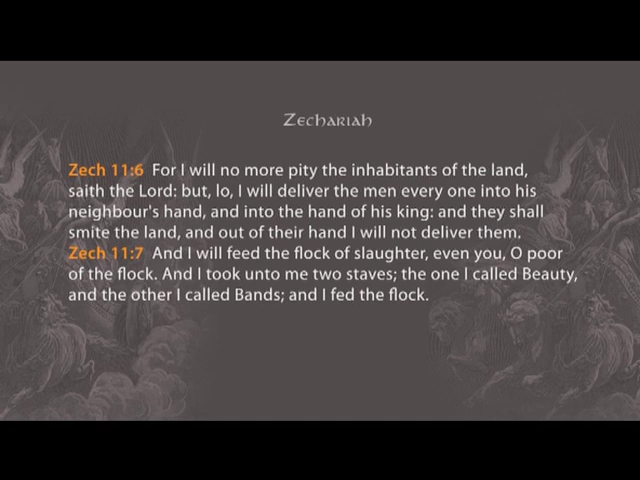 Zechariah
Zech 11:6 For I will no more pity the inhabitants of the land,
saith the Lord: but, lo, I will deliver the men every one into his
neighbour's hand, and into the hand of his king: and they shall
smite the land, and out of their hand I will not deliver them.
Zech 11:7 And I will feed the flock of slaughter, even you, O poor
of the flock. And I took unto me two staves; the one I called Beauty,
and the other I called Bands; and I fed the flock.